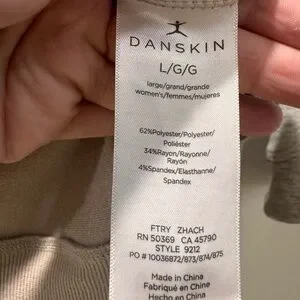 DANSKIN
L/G/G
large/grand/grande
women's/femmes/mujeres
62%Polyester/Polyester/
Poliéster
34%Rayon/Rayonne/
Rayón
4%Spandex/Elasthanne/
Spandex
FTRY ZHACH
RN 50369 CA 45790
STYLE 9212
PO # 10036872/873/874/875
Made in China
Fabriqué en Chine
Hecho en China